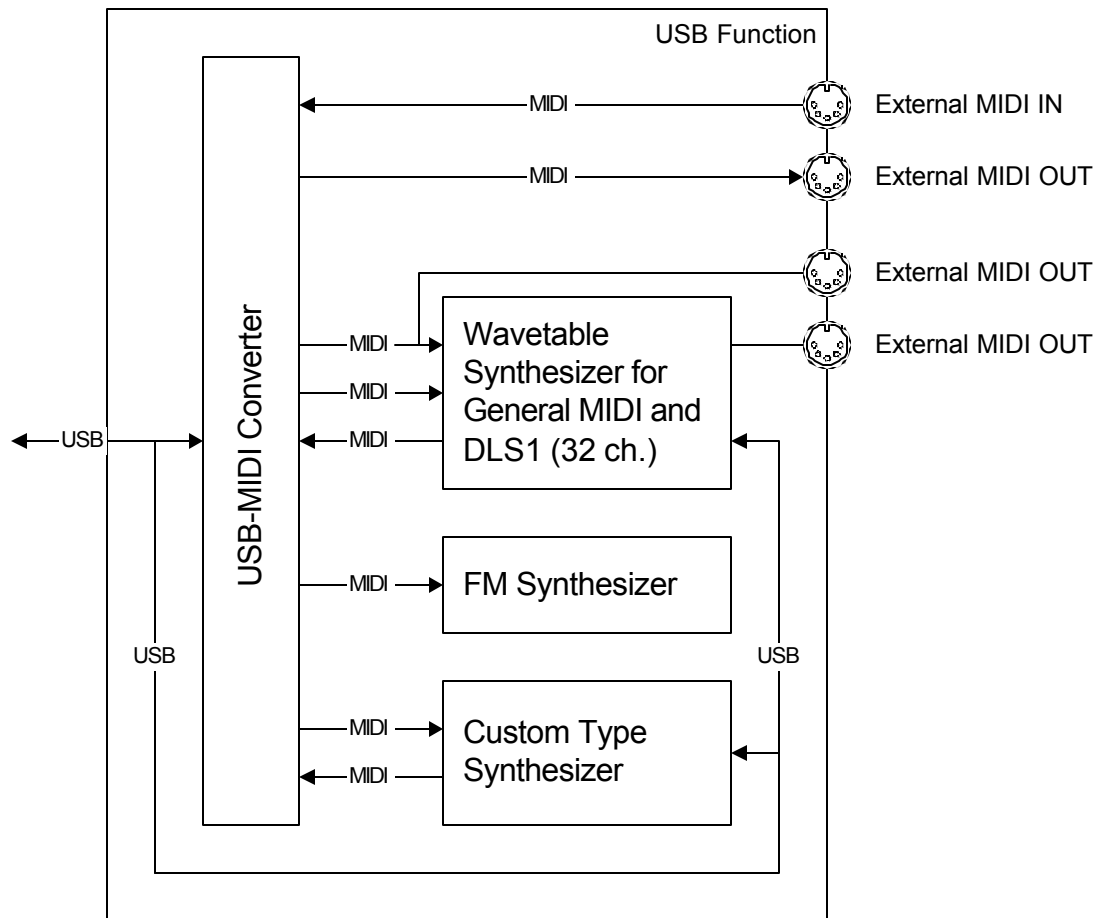 USB Function
MIDI
External MIDI IN
MIDI
External MIDI OUT
External MIDI OUT
USB-MIDI Converter
MIDI
MIDI
MIDI
Wavetable
Synthesizer for
General MIDI and
DLS1 (32 ch.)
External MIDI OUT
USB
MIDI
FM Synthesizer
USB
USB
MIDI
MIDI
Custom Type
Synthesizer